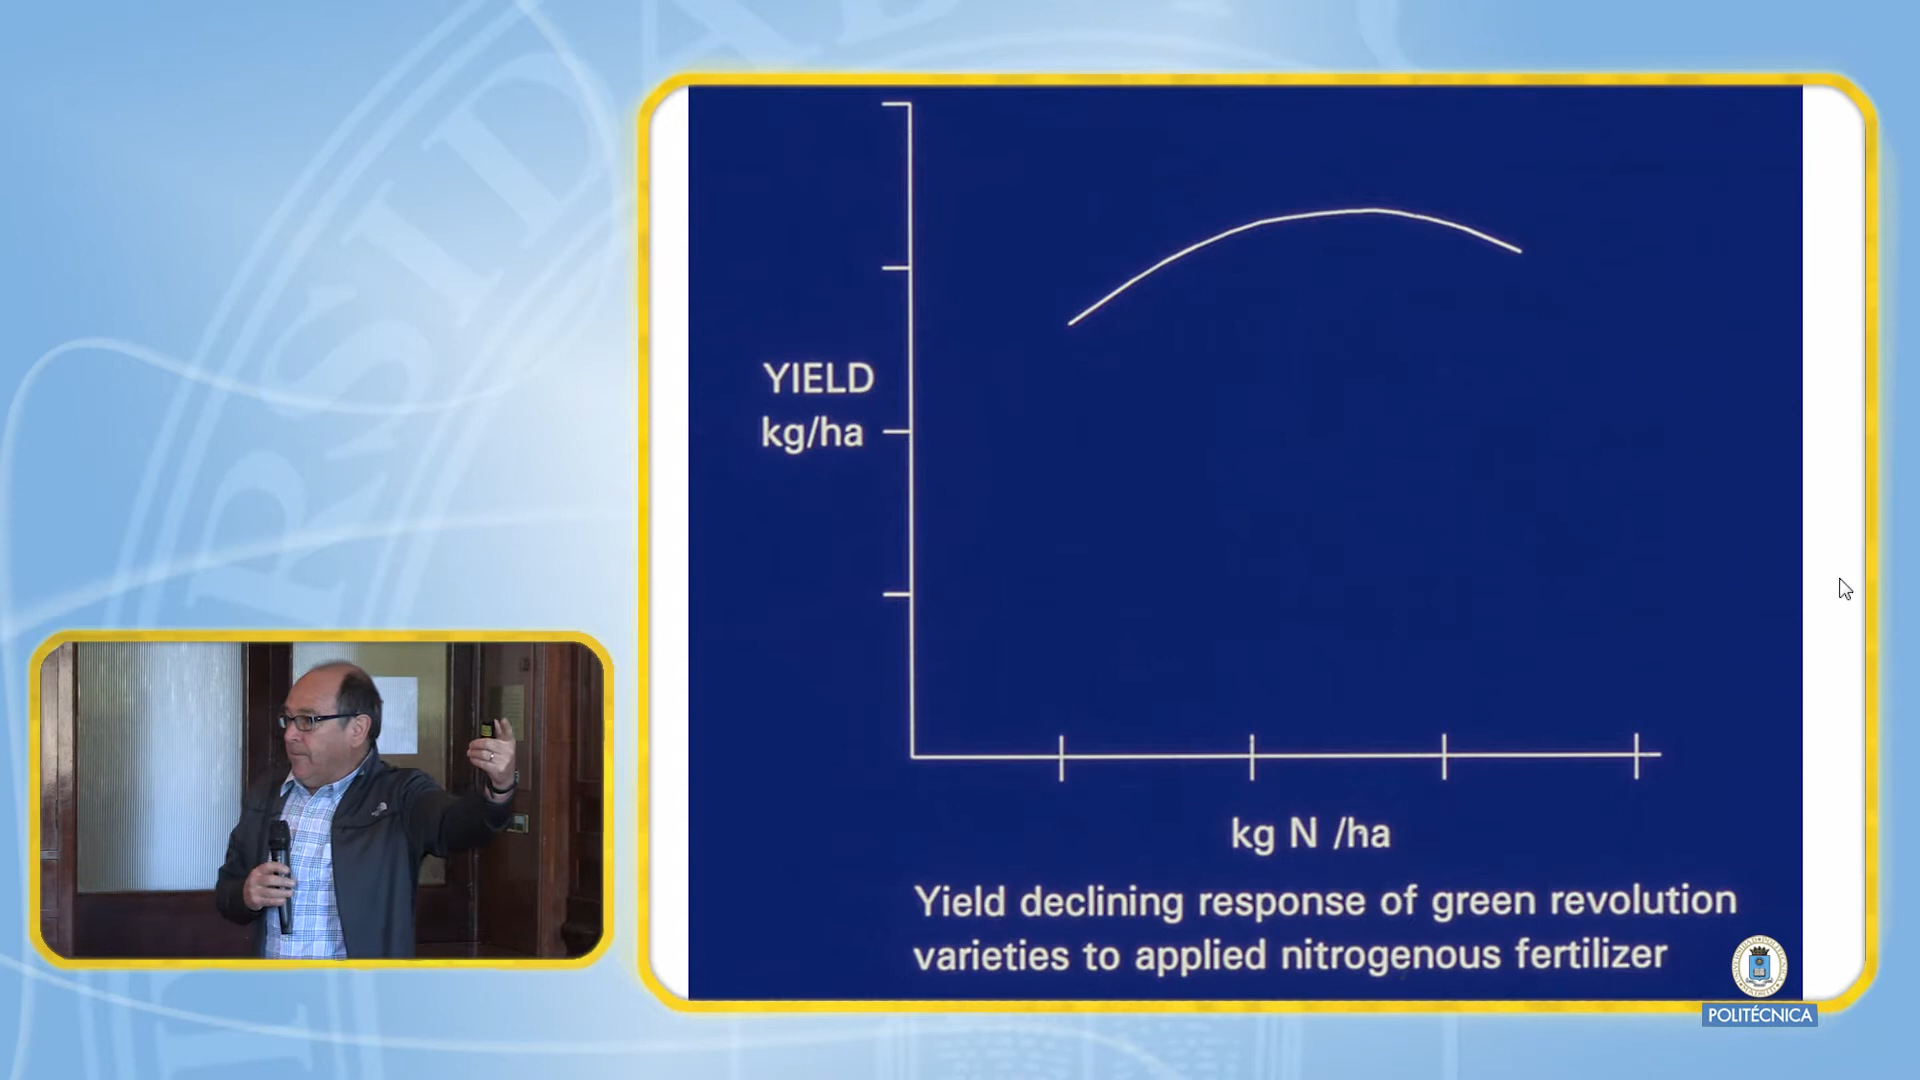 YIELD
kg/ha
kg N /ha
Yield declining response of green revolution
varieties to applied nitrogenous fertilizer
POLITÉCNICA